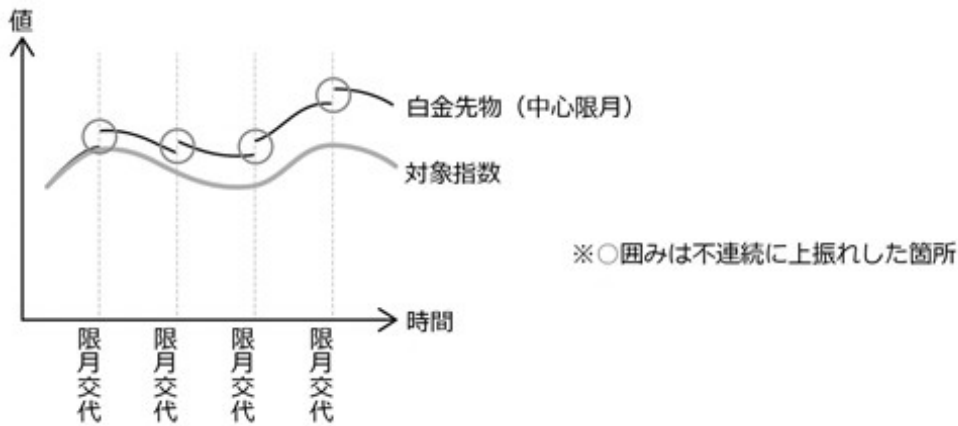 値
白金先物（中心限月）
対象指数
※○囲みは不連続に上振れした箇所
時間
限月交代
限月交代
限月交代
限月交代